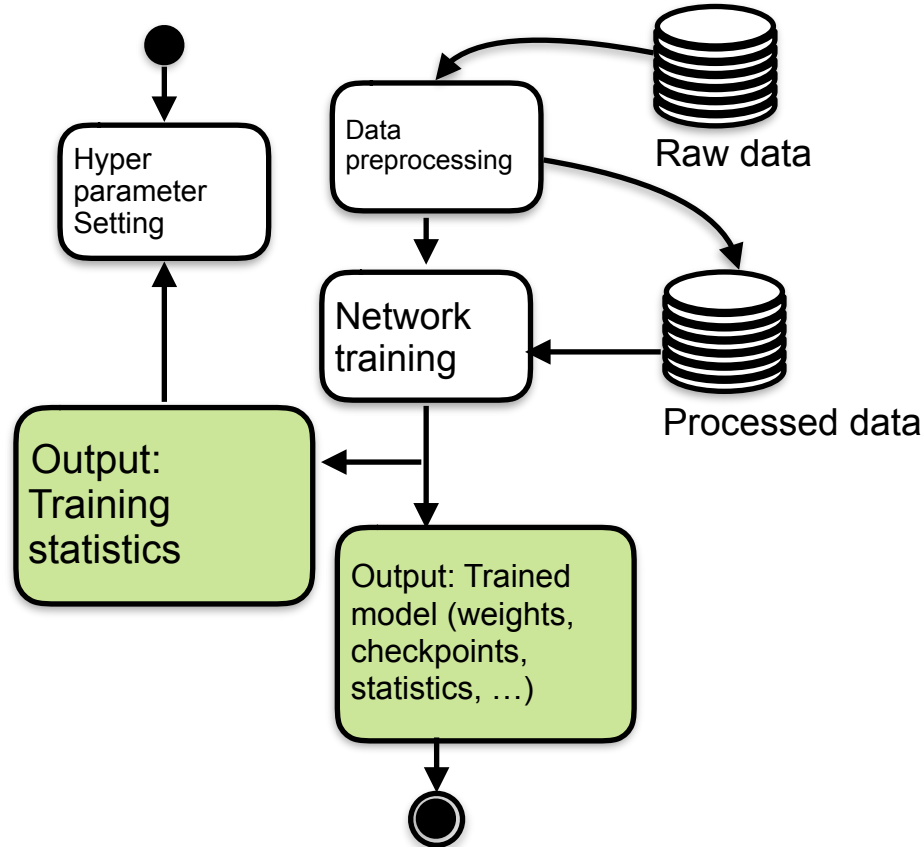 Hyper
parameter
Setting
Data
preprocessing
Raw data
Network
training
Processed data
Output:
Training
statistics
Output: Trained
model (weights,
checkpoints,
statistics, …)